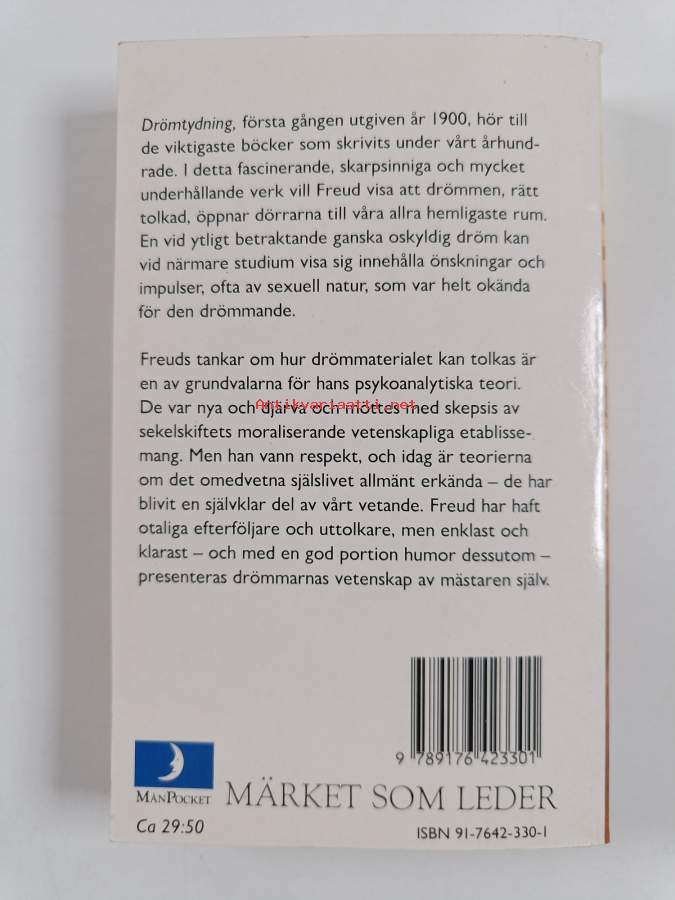 Drömtydning, första gången utgiven år 1900, hör till
de viktigaste böcker som skrivits under vårt århund-
rade. I detta fascinerande, skarpsinniga och mycket
underhållande verk vill Freud visa att drömmen, rätt
tolkad, öppnar dörrarna till våra allra hemligaste rum.
En vid ytligt betraktande ganska oskyldig dröm kan
vid närmare studium visa sig innehålla önskningar och
impulser, ofta av sexuell natur, som var helt okända
för den drömmande.
Freuds tankar om hur drömmaterialet kan tolkas är
en av grundvalarna för hans psykoanalytiska teori.
De var nya och djärva och möttes med skepsis av
Antikvariaatti.net
sekelskiftets moraliserande vetenskapliga etablisse-
mang. Men han vann respekt, och idag är teorierna
om det omedvetna själslivet allmänt erkända – de har
blivit en självklar del av vårt vetande. Freud har haft
otaliga efterföljare och uttolkare, men enklast och
klarast – och med en god portion humor dessutom –
presenteras drömmarnas vetenskap av mästaren själv.
9 789176 423301
MANPOCKET MÄRKET SOM LEDER
Ca 29:50
ISBN 91-7642-330-1